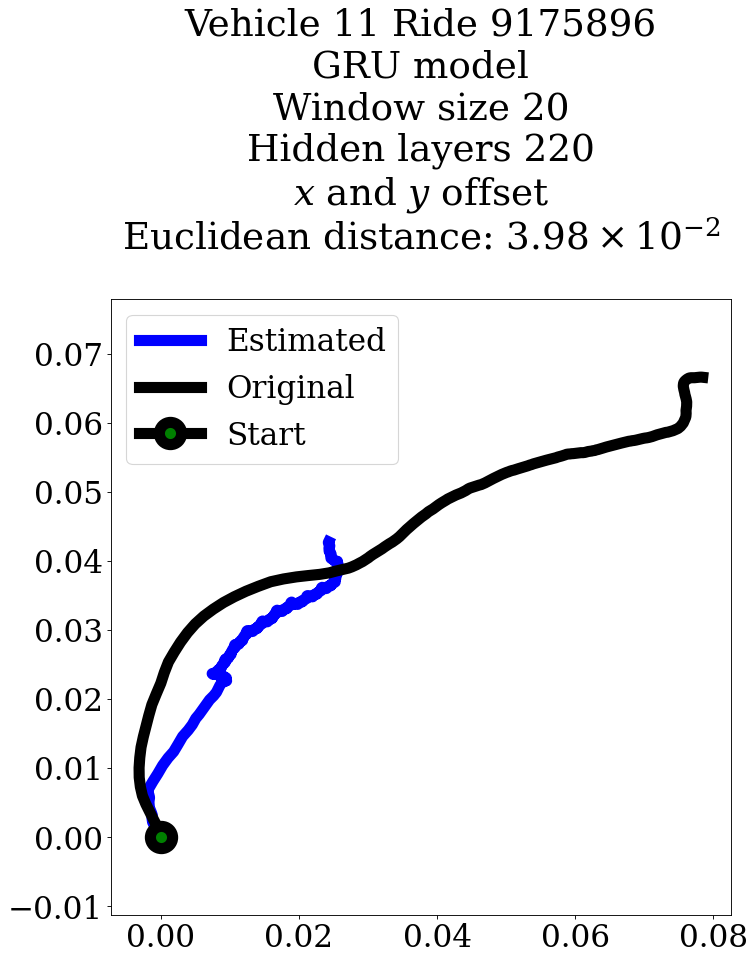 Vehicle 11 Ride 9175896
GRU model
Window size 20
Hidden layers 220
x and y offset
Euclidean distance: 3.98 × 10⁻²
Estimated
Original
Start
0.07
0.06
0.05
0.04
0.03
0.02
0.01
0.00
−0.01
0.00 0.02 0.04 0.06 0.08